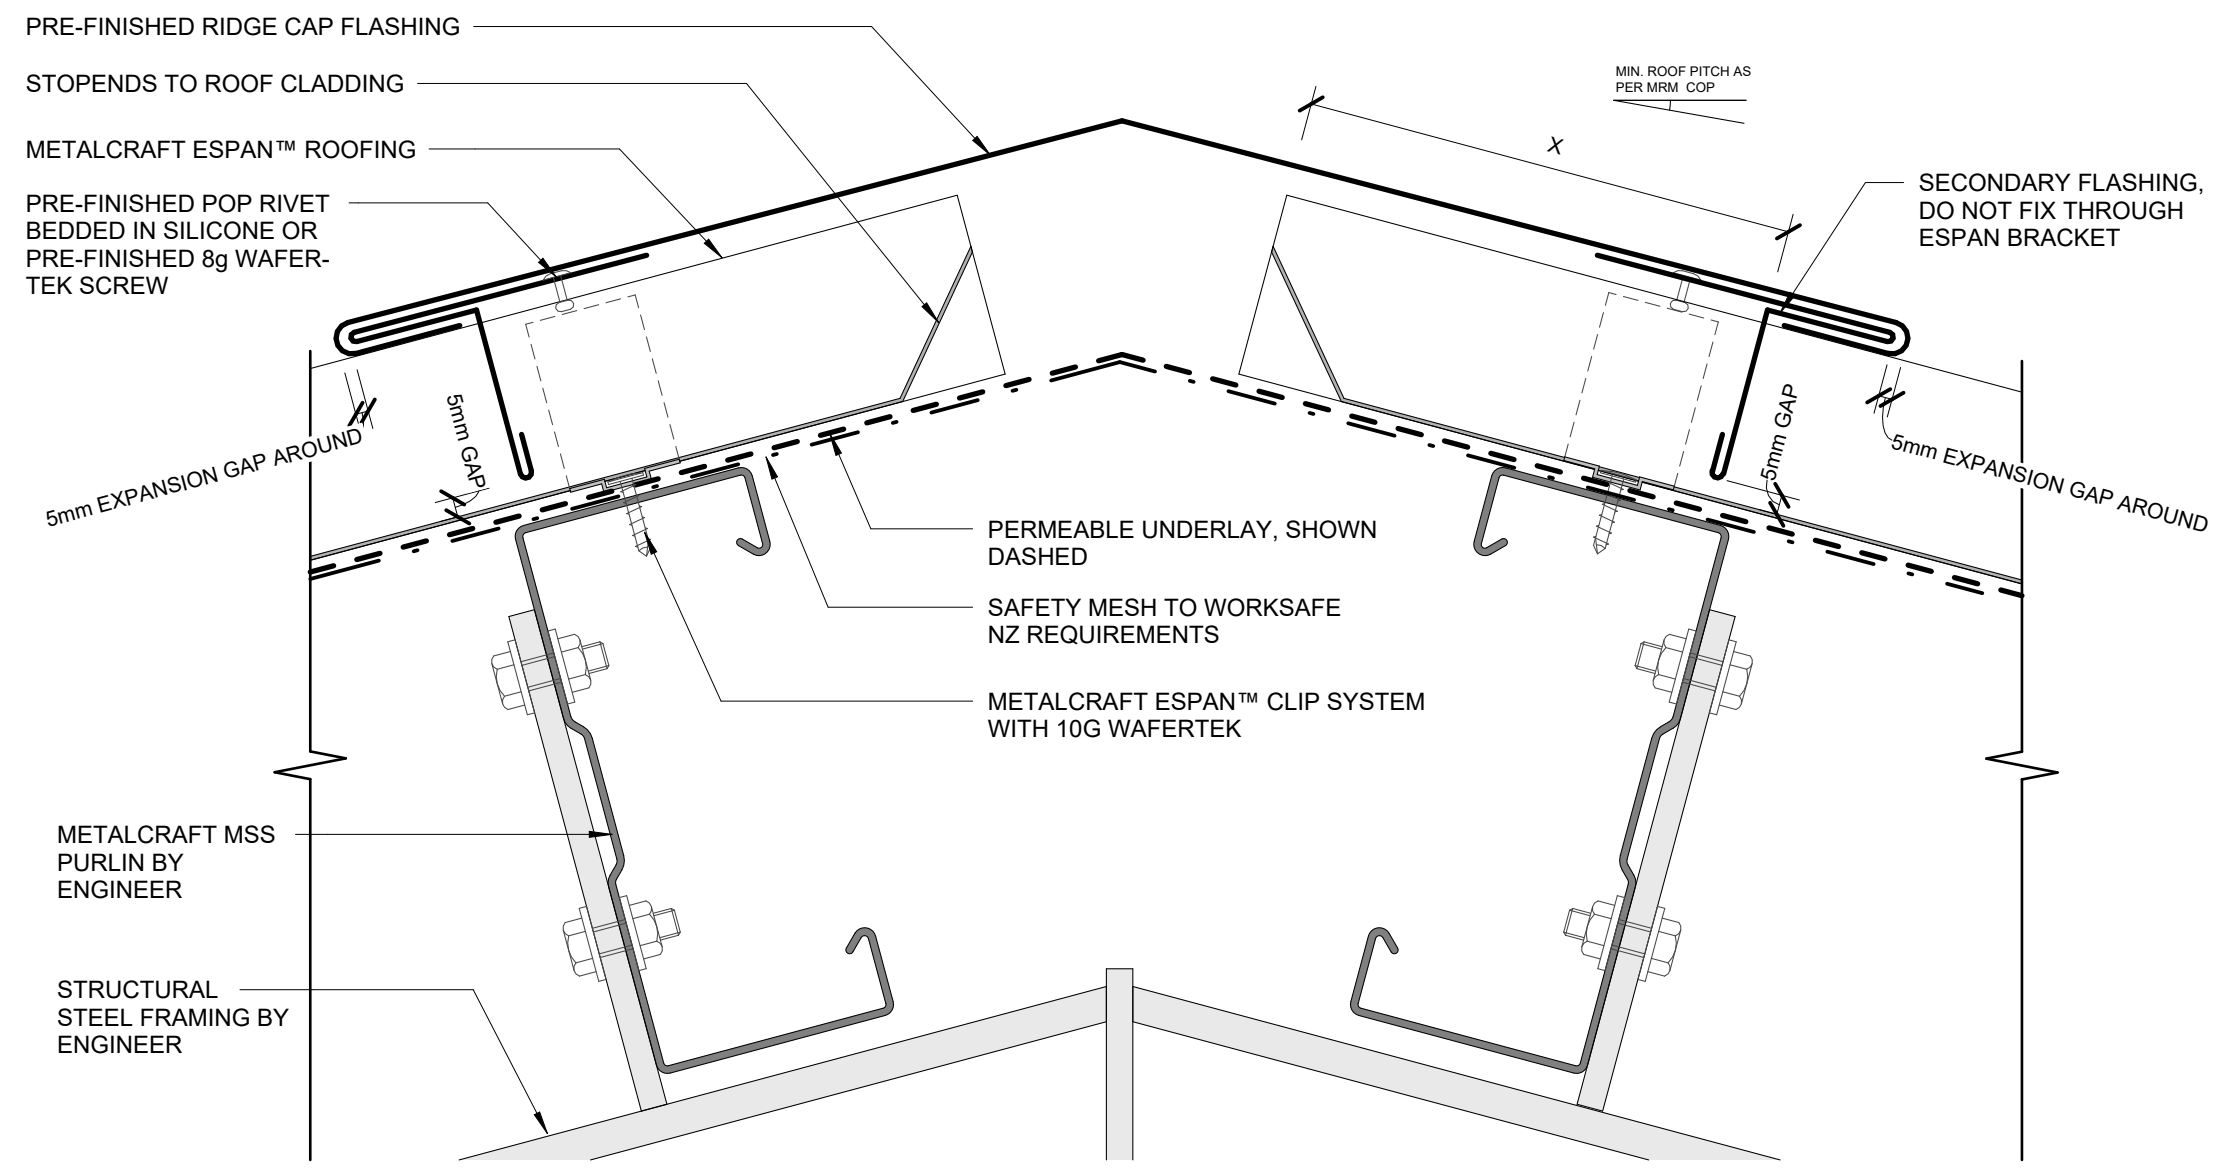 PRE-FINISHED RIDGE CAP FLASHING
STOPENDS TO ROOF CLADDING
METALCRAFT ESPAN™ ROOFING
PRE-FINISHED POP RIVET
BEDDED IN SILICONE OR
PRE-FINISHED 8g WAFER-
TEK SCREW
MIN. ROOF PITCH AS
PER MRM COP
X
SECONDARY FLASHING,
DO NOT FIX THROUGH
ESPAN BRACKET
5mm EXPANSION GAP AROUND
5mm GAP
5mm GAP
5mm EXPANSION GAP AROUND
PERMEABLE UNDERLAY, SHOWN
DASHED
SAFETY MESH TO WORKSAFE
NZ REQUIREMENTS
METALCRAFT ESPAN™ CLIP SYSTEM
WITH 10G WAFERTEK
METALCRAFT MSS
PURLIN BY
ENGINEER
STRUCTURAL
STEEL FRAMING BY
ENGINEER